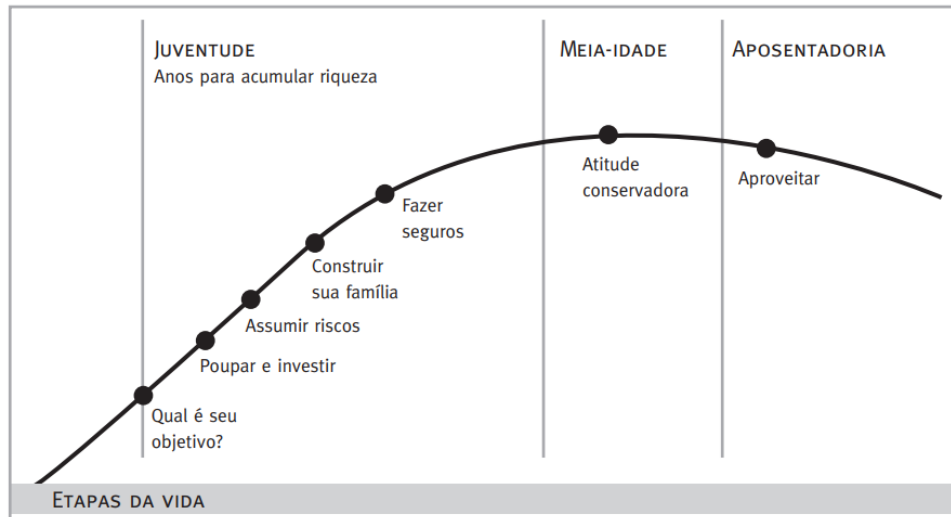 JUVENTUDE
Anos para acumular riqueza
MEIA-IDADE
APOSENTADORIA
Atitude
conservadora
Aproveitar
Fazer
seguros
Construir
sua família
Assumir riscos
Poupar e investir
Qual é seu
objetivo?
ETAPAS DA VIDA